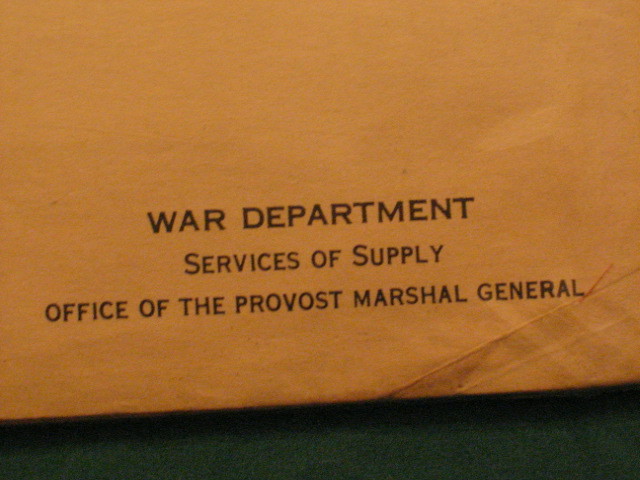 WAR DEPARTMENT
SERVICES OF SUPPLY
OFFICE OF THE PROVOST MARSHAL GENERAL